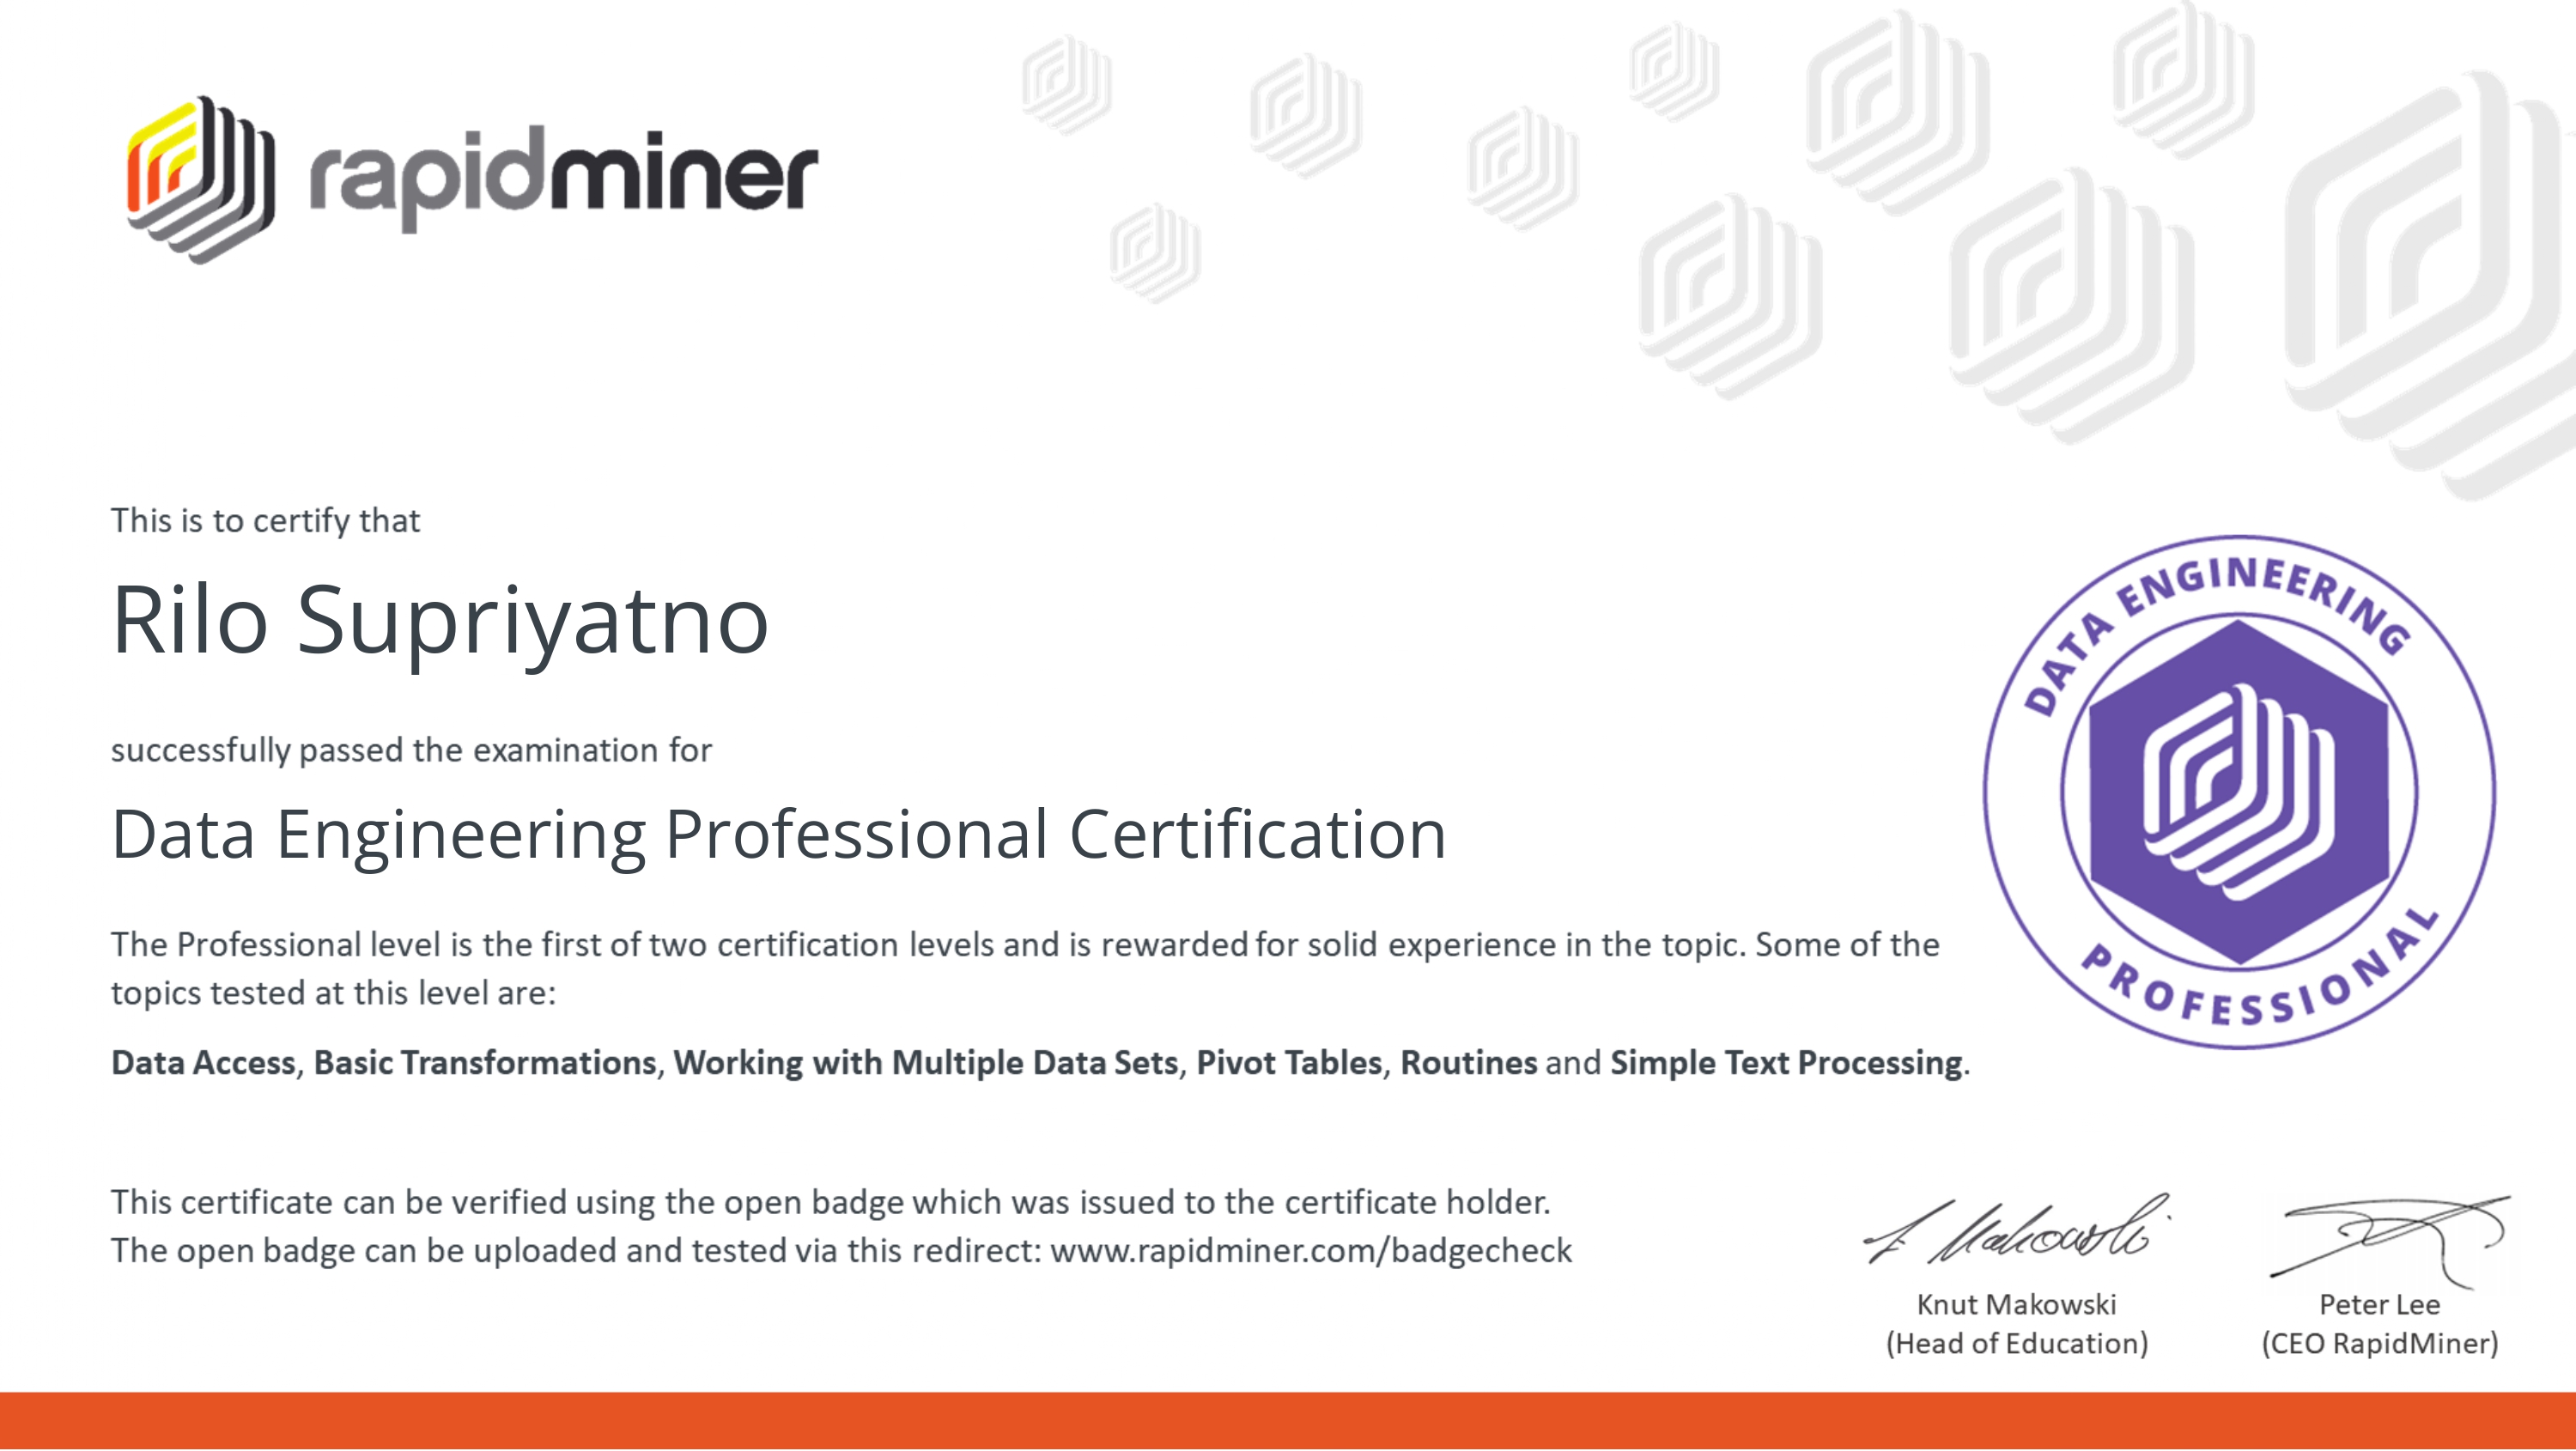 rapidminer
This is to certify that
Rilo Supriyatno
successfully passed the examination for
Data Engineering Professional Certification
The Professional level is the first of two certification levels and is rewarded for solid experience in the topic. Some of the
topics tested at this level are:
Data Access, Basic Transformations, Working with Multiple Data Sets, Pivot Tables, Routines and Simple Text Processing.
DATA ENGINEERING
PROFESSIONAL
This certificate can be verified using the open badge which was issued to the certificate holder.
The open badge can be uploaded and tested via this redirect: www.rapidminer.com/badgecheck
Knut Makowski
(Head of Education)
Peter Lee
(CEO RapidMiner)